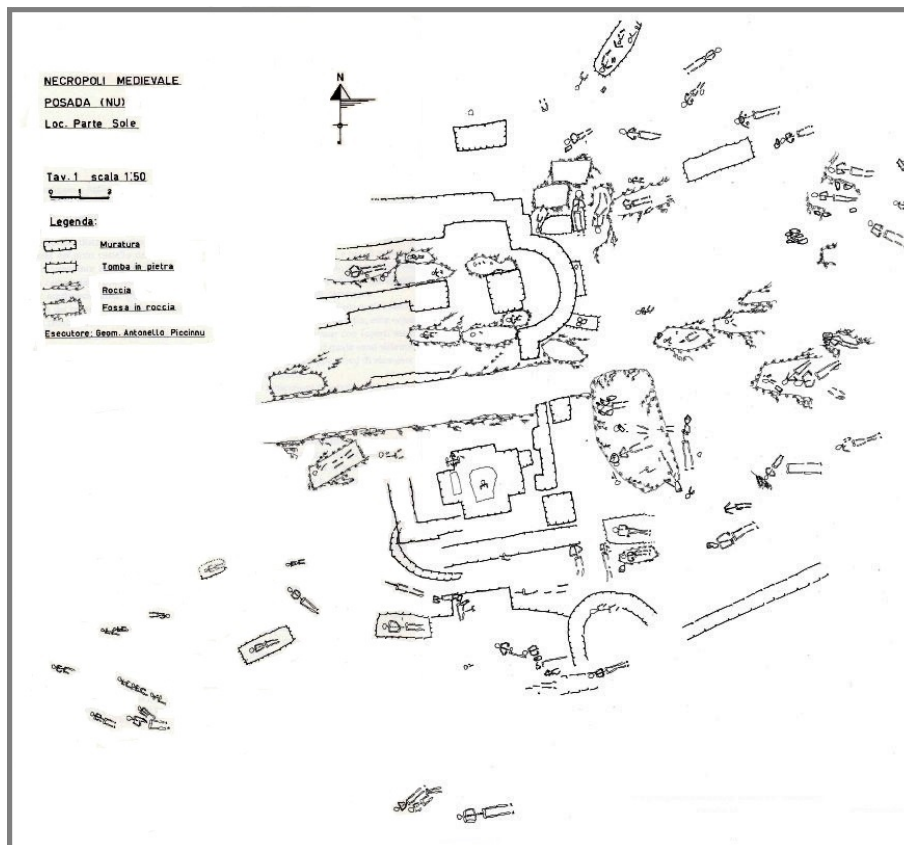 NECROPOLI MEDIEVALE
POSADA (NU)
Loc. Parte Sole
N
Tav. 1 scala 1:50
0 1 2
Legenda:
Muratura
Tomba in pietra
Roccia
Fossa in roccia
Esecutore: Geom. Antonello Piccinnu